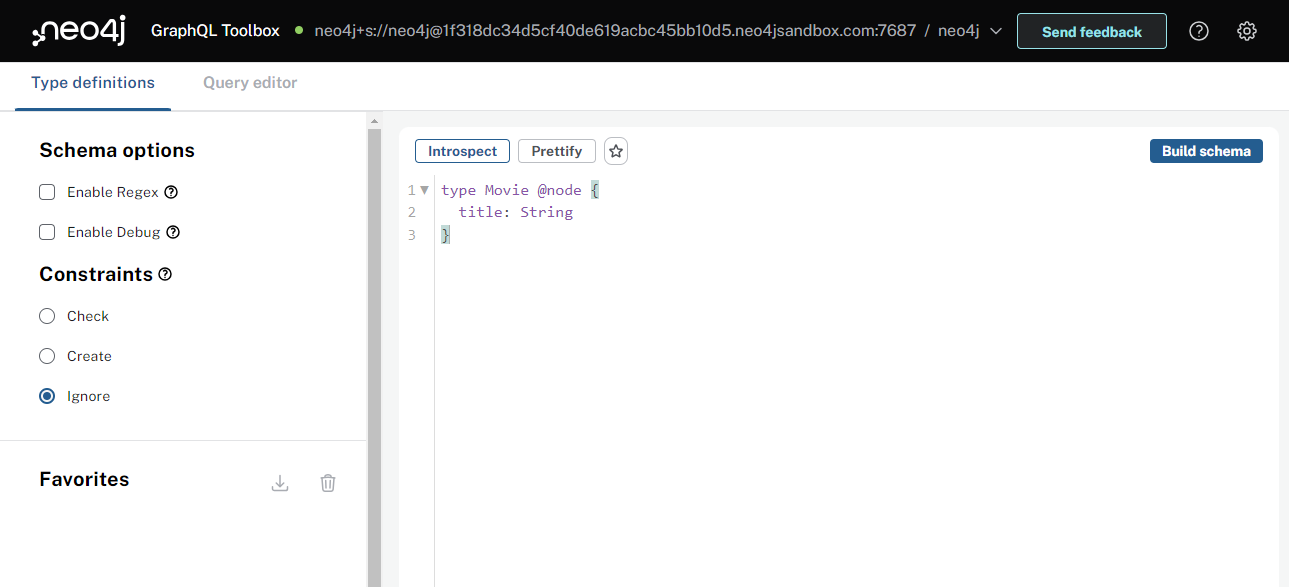 neo4j GraphQL Toolbox neo4j+s://neo4j@1f318dc34d5cf40de619acbc45bb10d5.neo4jsandbox.com:7687 / neo4j Send feedback
Type definitions Query editor
Schema options
Enable Regex
Enable Debug
Constraints
Check
Create
Ignore
Favorites
Introspect Prettify Build schema
1 type Movie @node {
2 title: String
3 }